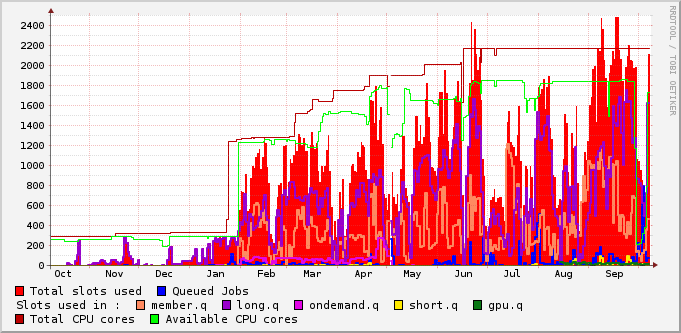 RRDTOOL / TOBI OETIKER
2400
2200
2000
1800
1600
1400
1200
1000
800
600
400
200
0
Oct Nov Dec Jan Feb Mar Apr May Jun Jul Aug Sep
Total slots used Queued Jobs
Slots used in : member.q long.q ondemand.q short.q gpu.q
Total CPU cores Available CPU cores